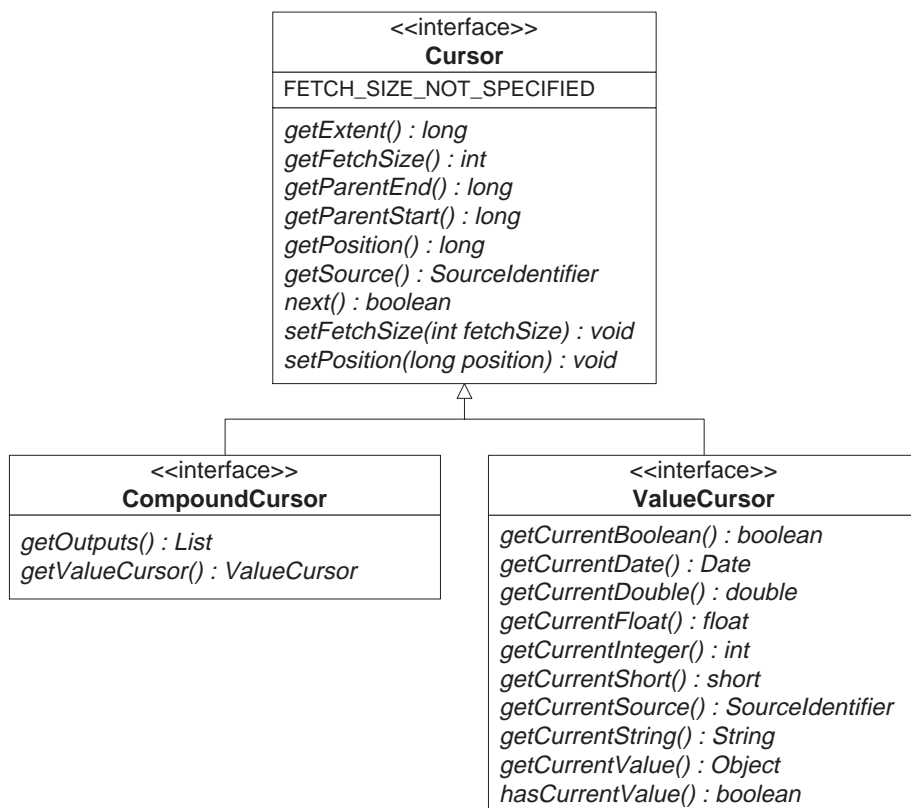 <<interface>>
Cursor
FETCH_SIZE_NOT_SPECIFIED
getExtent() : long
getFetchSize() : int
getParentEnd() : long
getParentStart() : long
getPosition() : long
getSource() : SourceIdentifier
next() : boolean
setFetchSize(int fetchSize) : void
setPosition(long position) : void
<<interface>>
CompoundCursor
getOutputs() : List
getValueCursor() : ValueCursor
<<interface>>
ValueCursor
getCurrentBoolean() : boolean
getCurrentDate() : Date
getCurrentDouble() : double
getCurrentFloat() : float
getCurrentInteger() : int
getCurrentShort() : short
getCurrentSource() : SourceIdentifier
getCurrentString() : String
getCurrentValue() : Object
hasCurrentValue() : boolean